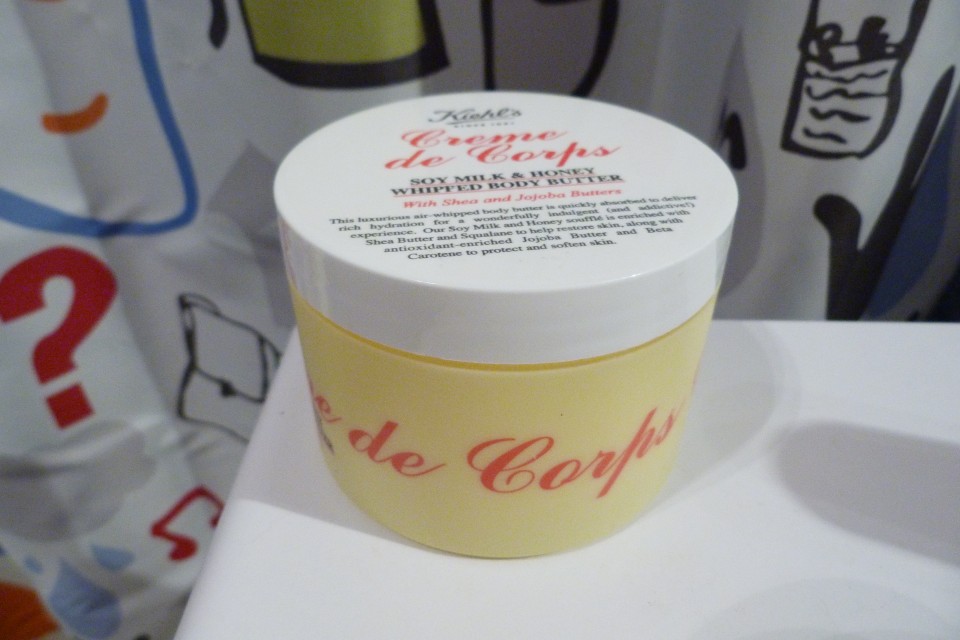 Kiehl's
SINCE 1851
Creme
de Corps
SOY MILK & HONEY
WHIPPED BODY BUTTER
With Shea and Jojoba Butters
This luxurious air-whipped body butter is quickly absorbed to deliver
rich hydration for a wonderfully indulgent (and addictive!)
experience. Our Soy Milk and Honey soufflé is enriched with
Shea Butter and Squalane to help restore skin, along with
antioxidant-enriched Jojoba Butter and Beta
Carotene to protect and soften skin.
de Corps
?